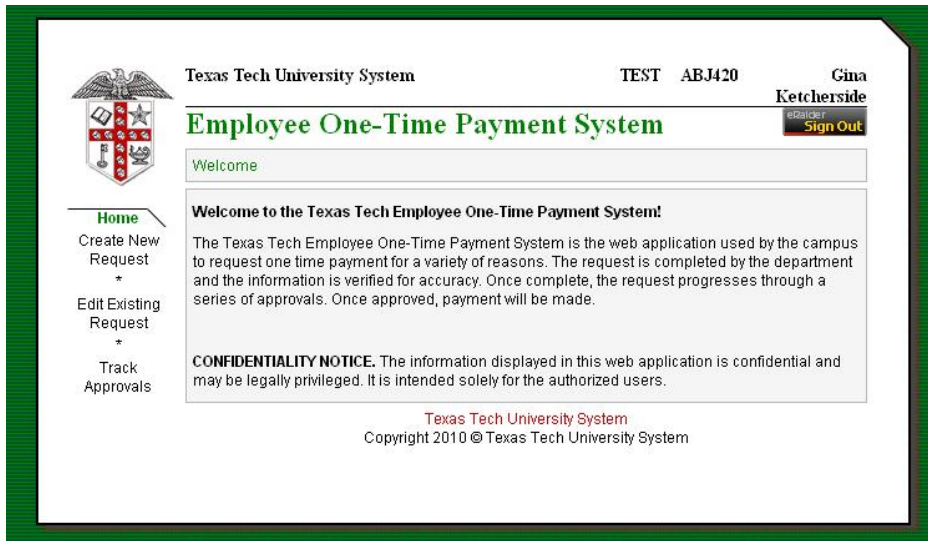 Texas Tech University System TEST ABJ420 Gina
Ketcherside
Employee One-Time Payment System
eRaider
Sign Out
Welcome
Home
Create New
Request
*
Edit Existing
Request
*
Track
Approvals
Welcome to the Texas Tech Employee One-Time Payment System!
The Texas Tech Employee One-Time Payment System is the web application used by the campus
to request one time payment for a variety of reasons. The request is completed by the department
and the information is verified for accuracy. Once complete, the request progresses through a
series of approvals. Once approved, payment will be made.
CONFIDENTIALITY NOTICE. The information displayed in this web application is confidential and
may be legally privileged. It is intended solely for the authorized users.
Texas Tech University System
Copyright 2010 © Texas Tech University System